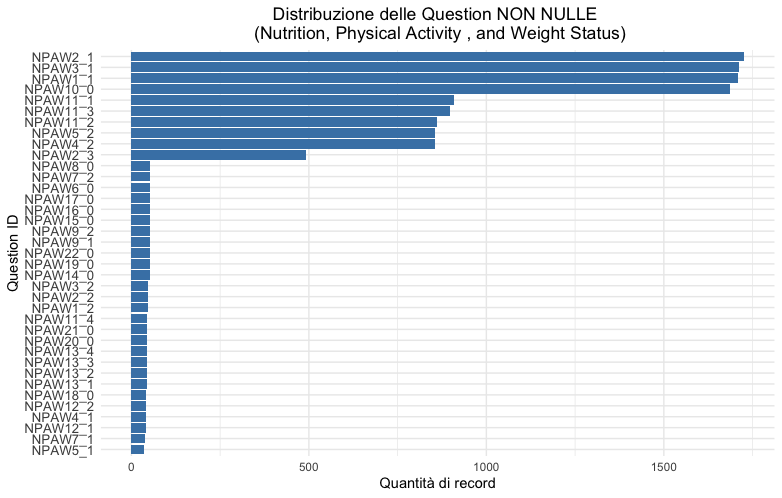 Distribuzione delle Question NON NULLE
(Nutrition, Physical Activity , and Weight Status)
NPAW2_1
NPAW3_1
NPAW1_1
NPAW10_0
NPAW11_1
NPAW11_3
NPAW11_2
NPAW5_2
NPAW4_2
NPAW2_3
NPAW8_0
NPAW7_2
NPAW6_0
NPAW17_0
NPAW16_0
NPAW15_0
NPAW9_2
NPAW9_1
NPAW22_0
NPAW19_0
NPAW14_0
NPAW3_2
NPAW2_2
NPAW1_2
NPAW11_4
NPAW21_0
NPAW20_0
NPAW13_4
NPAW13_3
NPAW13_2
NPAW13_1
NPAW18_0
NPAW12_2
NPAW4_1
NPAW12_1
NPAW7_1
NPAW5_1
Question ID
0 500 1000 1500
Quantità di record